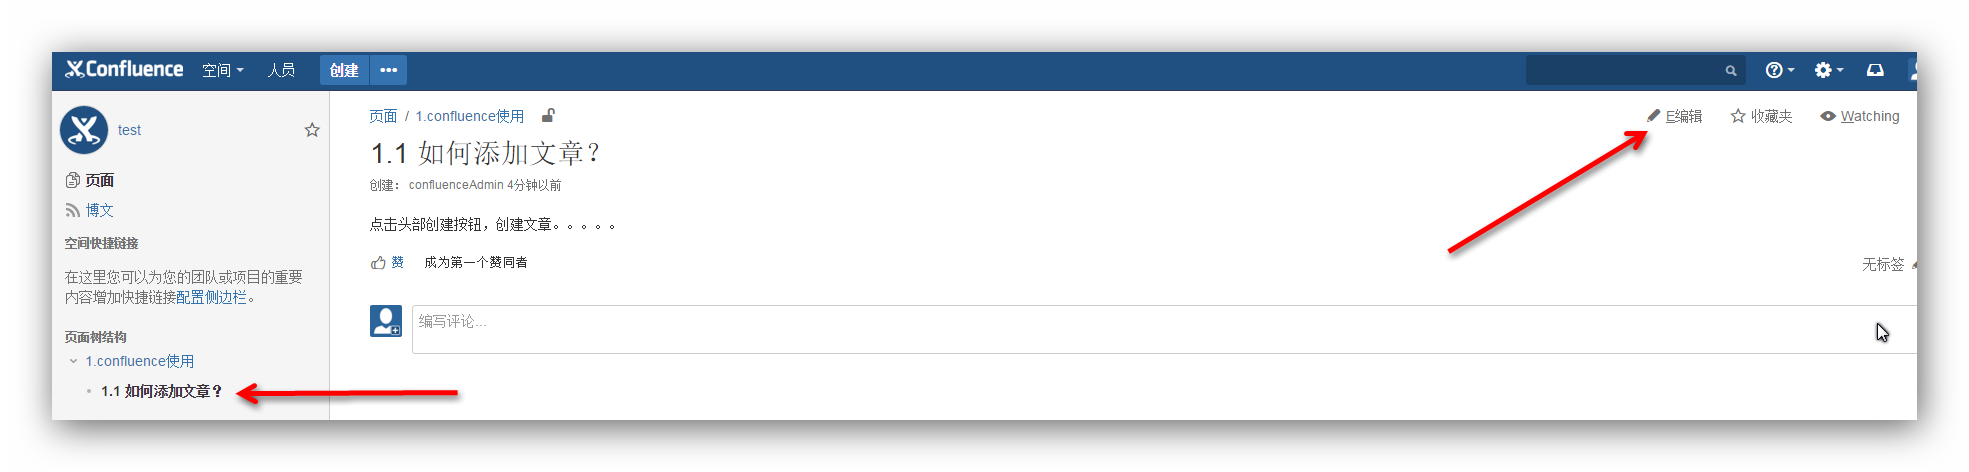 Confluence 空间 人员 创建 •••
test
页面
博文
空间快捷链接
在这里您可以为您的团队或项目的重要
内容增加快捷链接配置侧边栏。
页面树结构
1.confluence使用
1.1 如何添加文章？
页面 / 1.confluence使用
E编辑 收藏夹 Watching
1.1 如何添加文章？
创建： confluenceAdmin 4分钟以前
点击头部创建按钮，创建文章。。。。。
赞 成为第一个赞同者
无标签
编写评论...